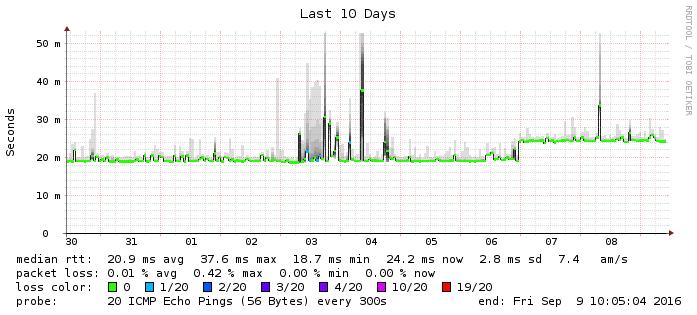 Last 10 Days
RRDTOOL / TOBI OETIKER
Seconds
50 m
40 m
30 m
20 m
10 m
0
30 31 01 02 03 04 05 06 07 08
median rtt: 20.9 ms avg 37.6 ms max 18.7 ms min 24.2 ms now 2.8 ms sd 7.4 am/s
packet loss: 0.01 % avg 0.42 % max 0.00 % min 0.00 % now
loss color: 0 1/20 2/20 3/20 4/20 10/20 19/20
probe: 20 ICMP Echo Pings (56 Bytes) every 300s end: Fri Sep 9 10:05:04 2016